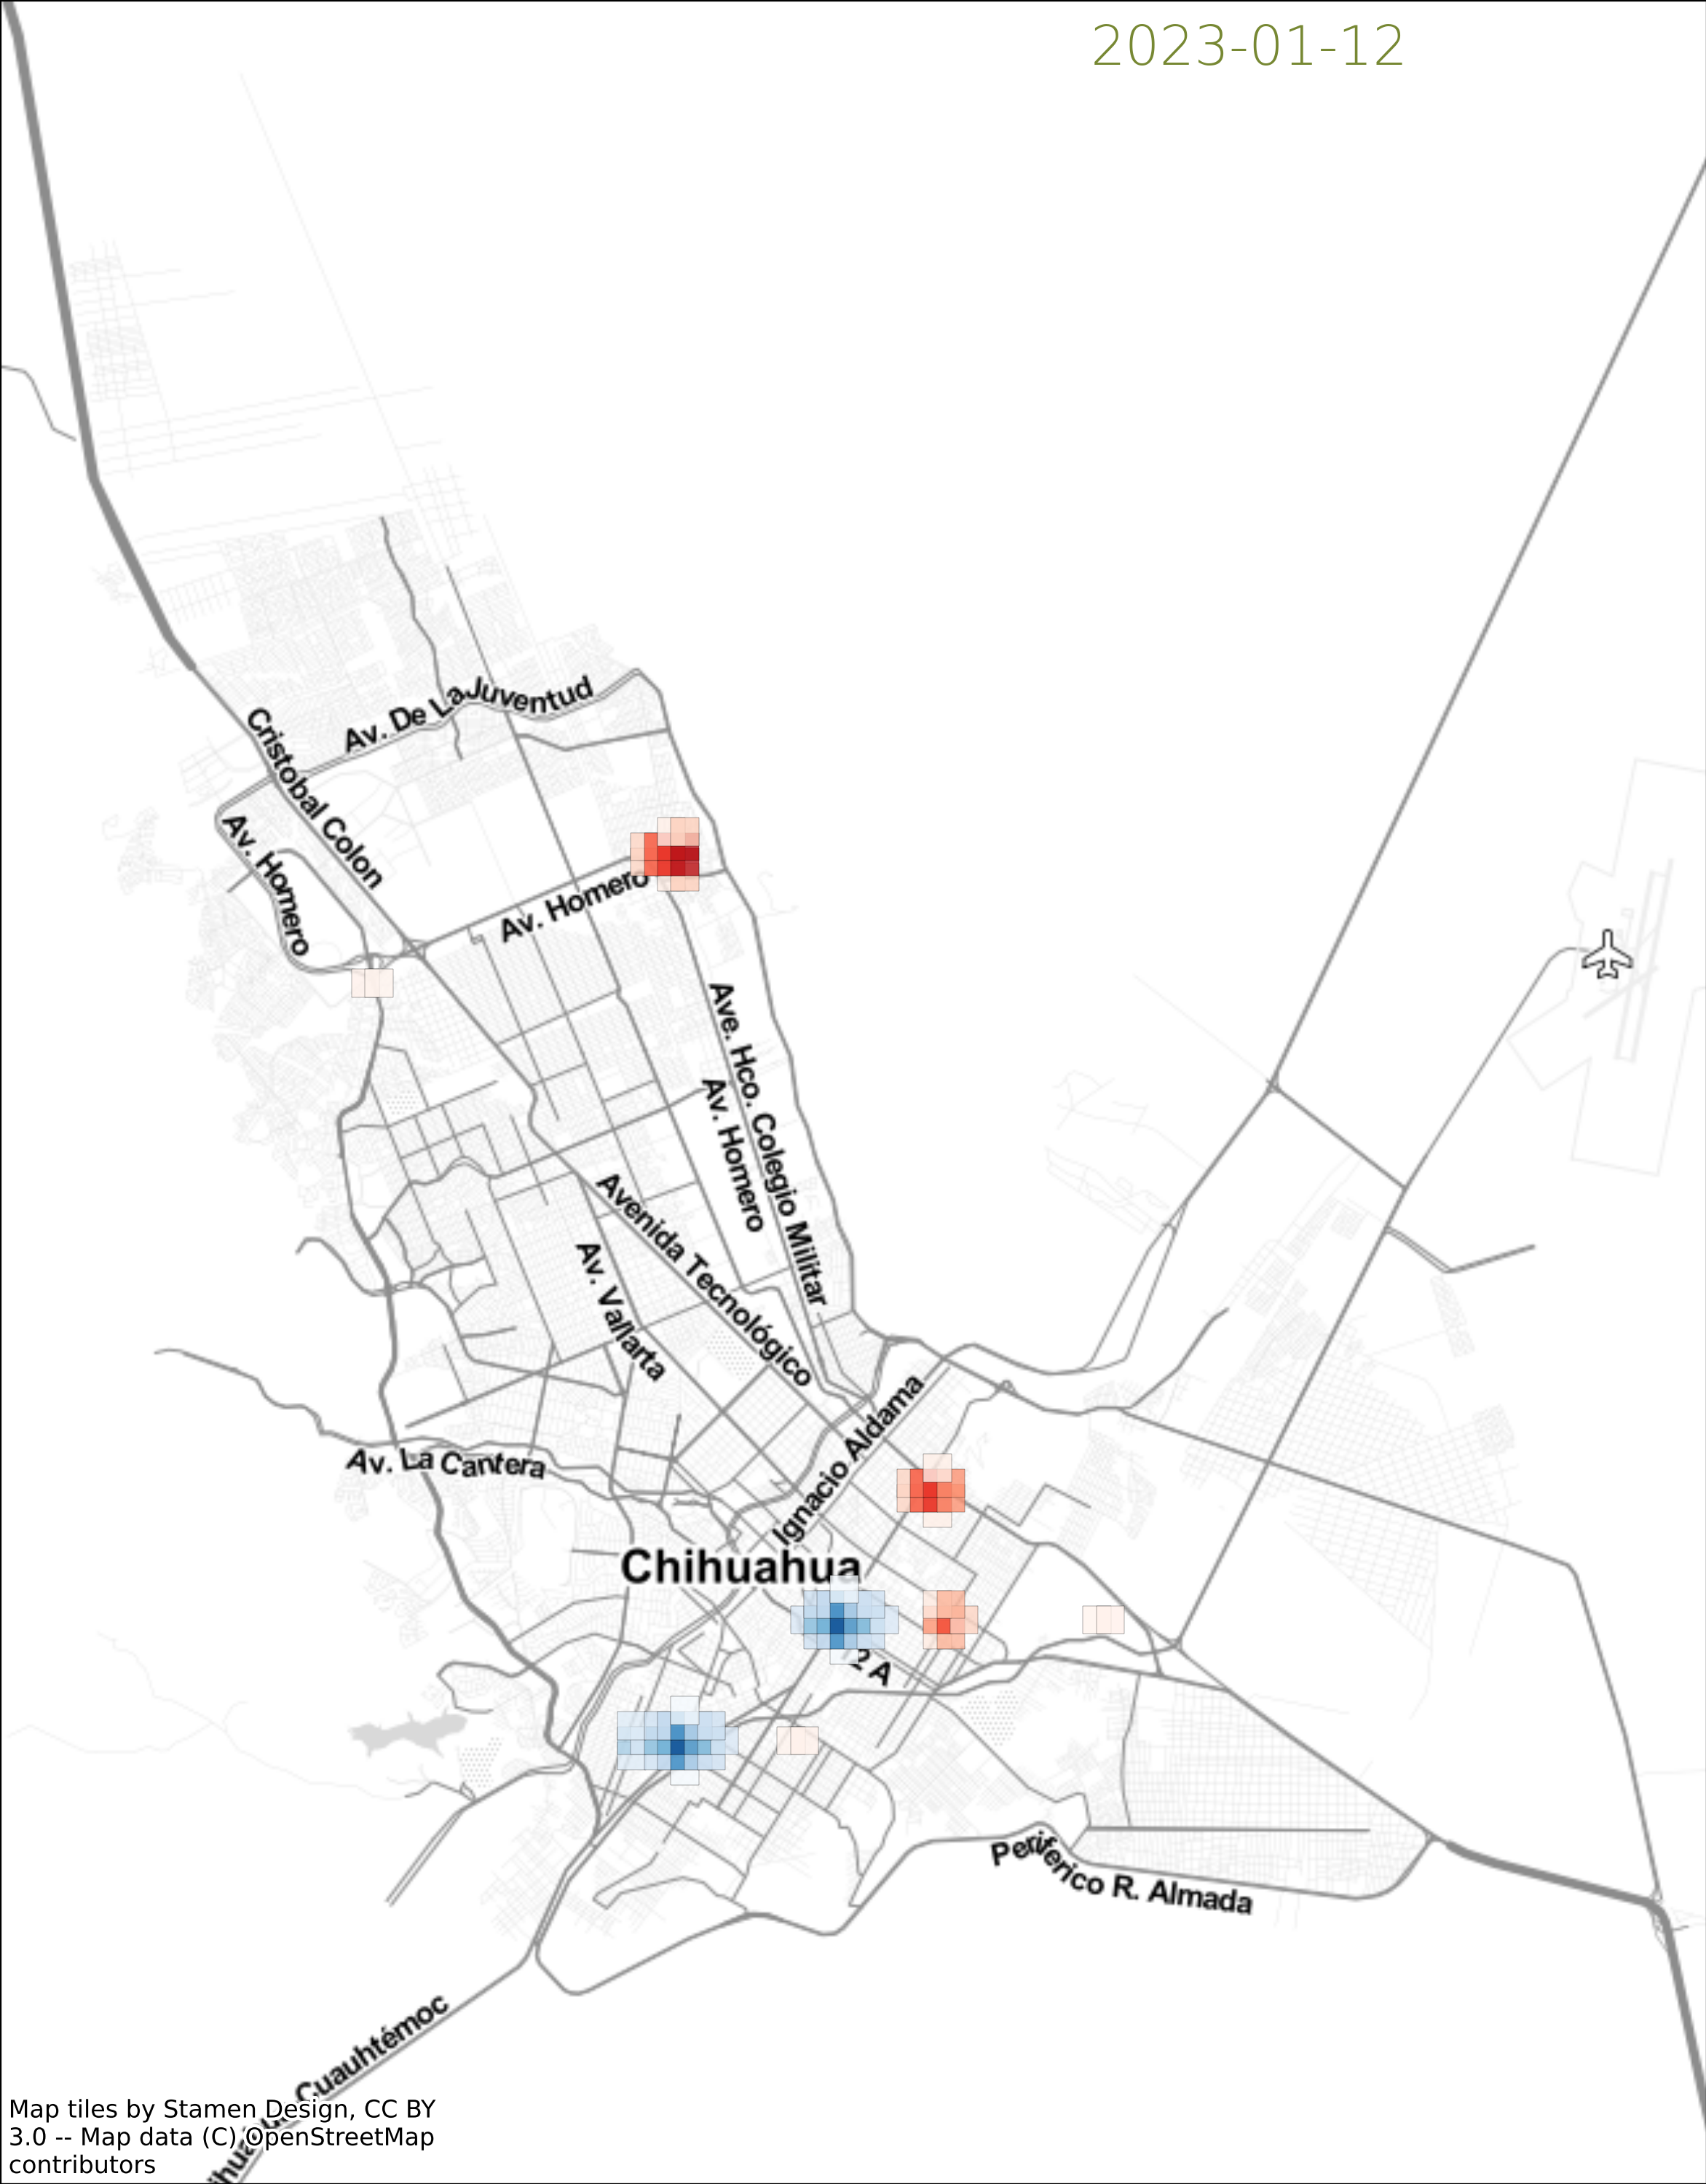 2023-01-12
Av. De La Juventud
Cristobal Colon
Av. Homero
Av. Homero
Ave. Hco. Colegio Militar
Av. Homero
Avenida Tecnológico
Av. Vallarta
Ignacio Aldama
Av. La Cantera
Chihuahua
2 A
Periferico R. Almada
Cuauhtémoc
Map tiles by Stamen Design, CC BY
3.0 -- Map data (C) OpenStreetMap
contributors